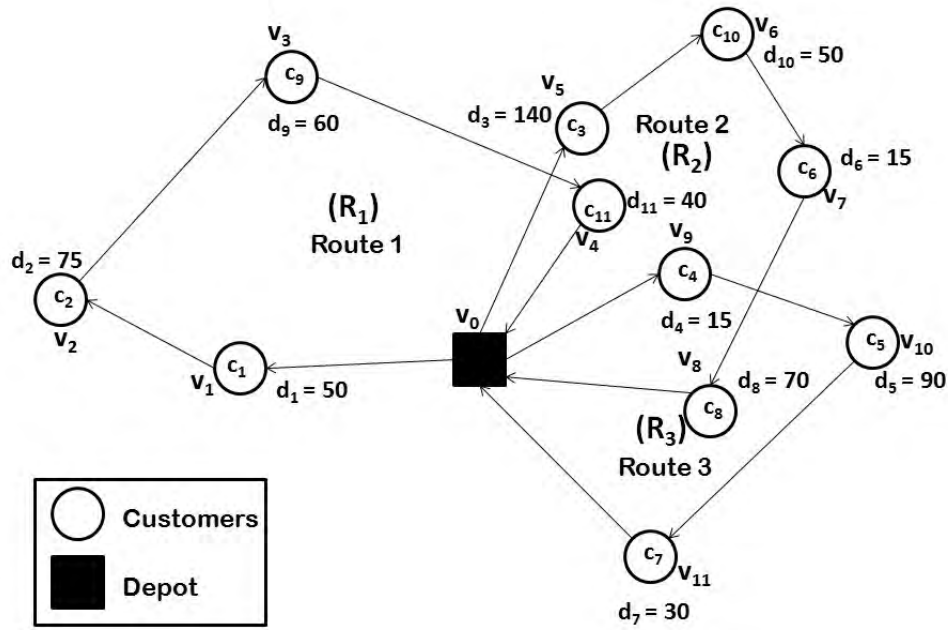 v₃
c₉
d₉ = 60
v₆
c₁₀
d₁₀ = 50
v₅
d₃ = 140
c₃
Route 2
(R₂)
d₆ = 15
c₆
v₇
(R₁)
Route 1
c₁₁
d₁₁ = 40
v₄
v₉
c₄
d₄ = 15
d₂ = 75
c₂
v₂
v₀
c₁
v₁
d₁ = 50
c₅
v₁₀
d₅ = 90
v₈
d₈ = 70
c₈
(R₃)
Route 3
c₇
v₁₁
d₇ = 30
Customers
Depot